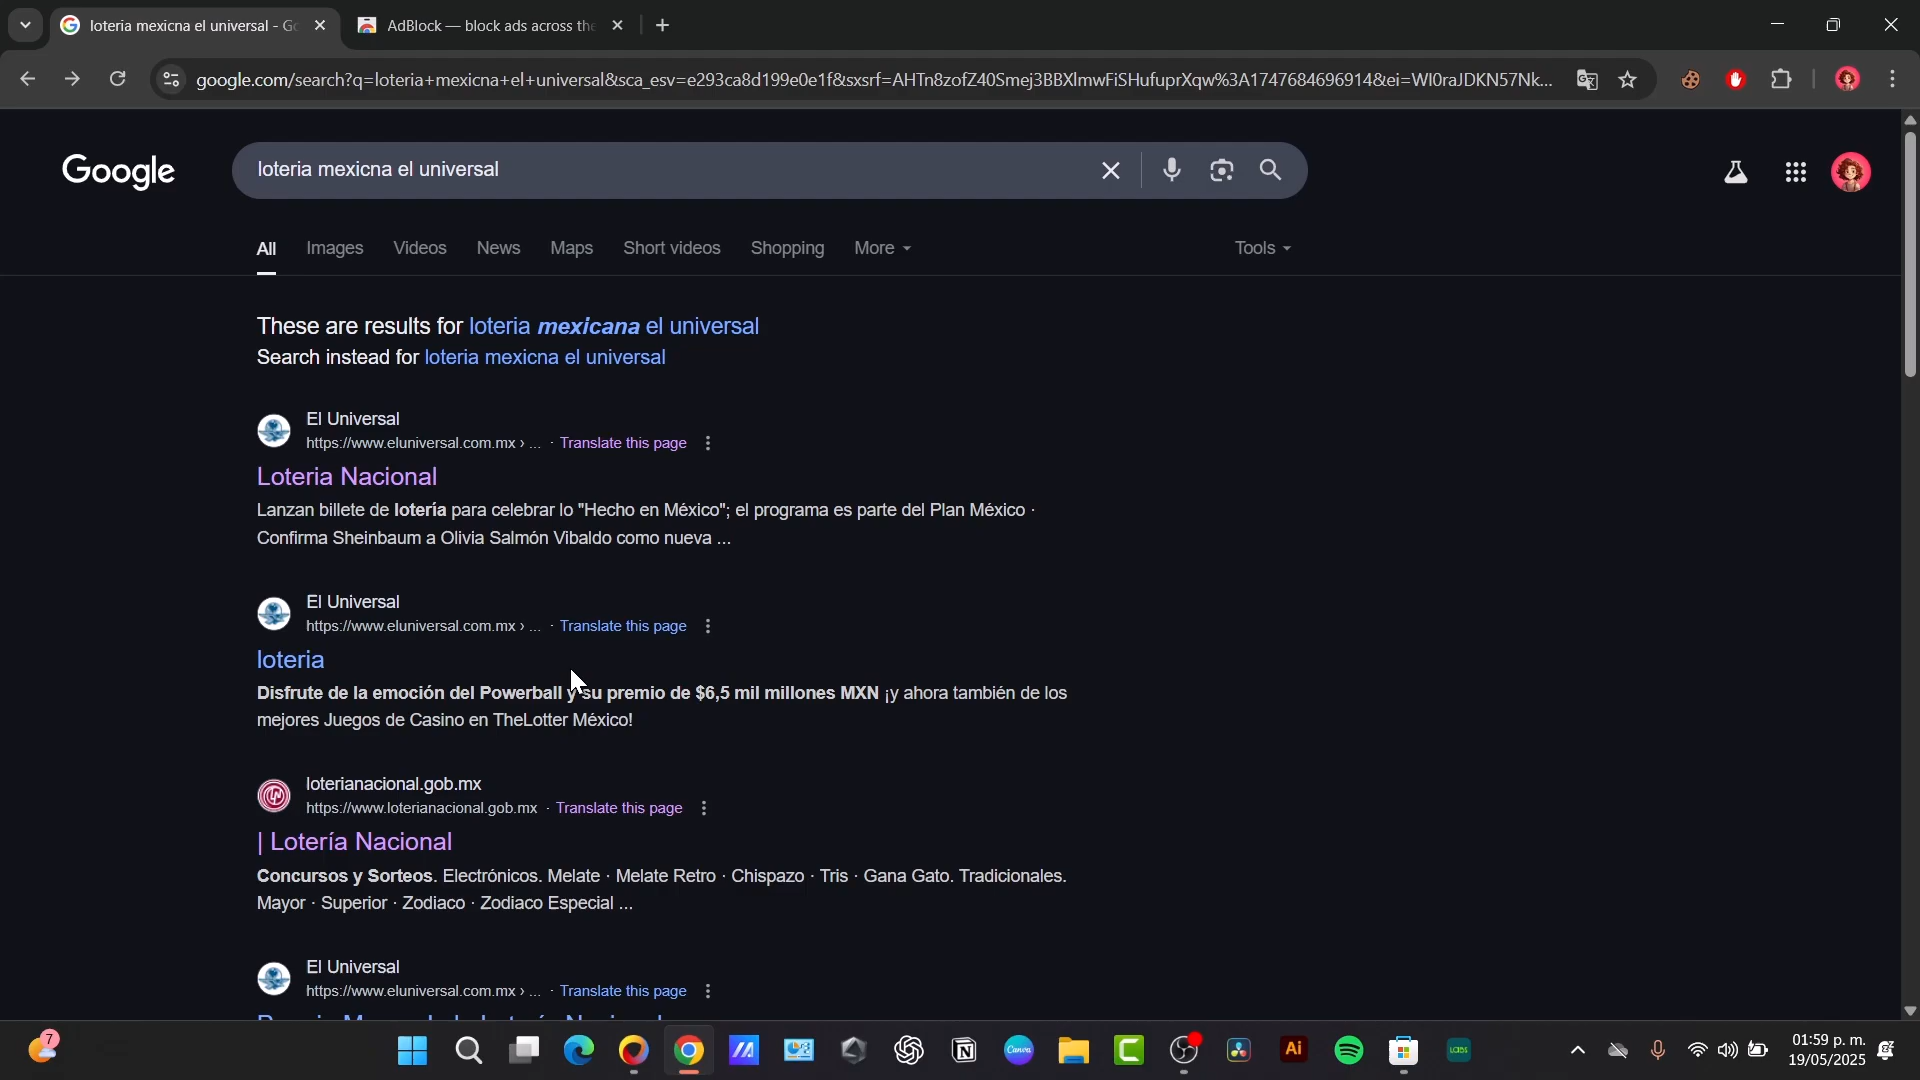 loteria mexicna el universal - Go
AdBlock — block ads across the
google.com/search?q=loteria+mexicna+el+universal&sca_esv=e293ca8d199e0e1f&sxsrf=AHTn8zofZ40Smej3BBXlmwFiSHufuprXqw%3A1747684696914&ei=WI0raJDKN57Nk...
Google
loteria mexicna el universal
All Images Videos News Maps Short videos Shopping More Tools
These are results for loteria mexicana el universal
Search instead for loteria mexicna el universal
El Universal
https://www.eluniversal.com.mx › ... · Translate this page
Loteria Nacional
Lanzan billete de lotería para celebrar lo "Hecho en México"; el programa es parte del Plan México ·
Confirma Sheinbaum a Olivia Salmón Vibaldo como nueva ...
El Universal
https://www.eluniversal.com.mx › ... · Translate this page
loteria
Disfrute de la emoción del Powerball y su premio de $6,5 mil millones MXN ¡y ahora también de los
mejores Juegos de Casino en TheLotter México!
loterianacional.gob.mx
https://www.loterianacional.gob.mx · Translate this page
| Lotería Nacional
Concursos y Sorteos. Electrónicos. Melate · Melate Retro · Chispazo · Tris · Gana Gato. Tradicionales.
Mayor · Superior · Zodiaco · Zodiaco Especial ...
El Universal
https://www.eluniversal.com.mx › ... · Translate this page
7
Canva
Ai
LABS
01:59 p. m.
19/05/2025